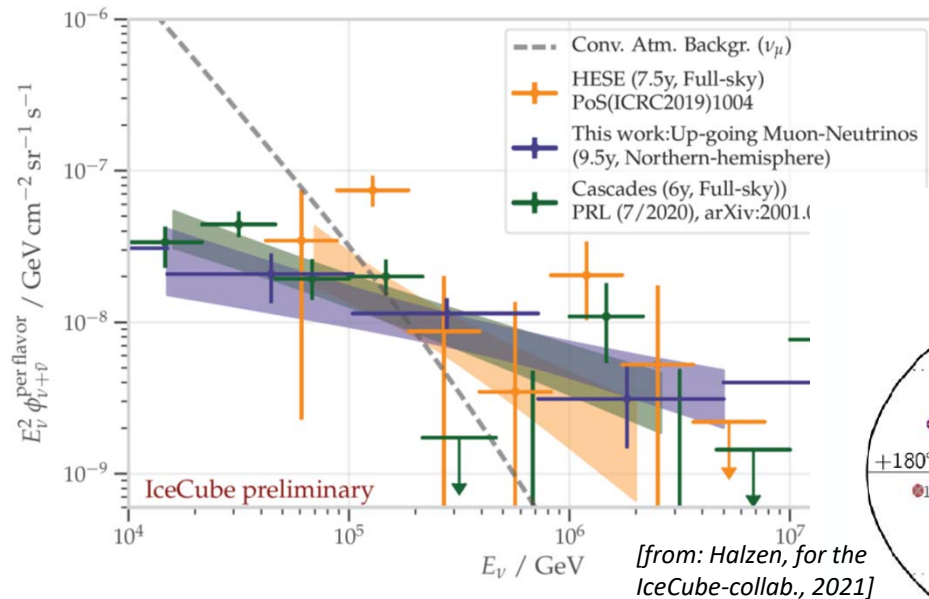 10^−6
10^−7
10^−8
10^−9
E_ν^2 ϕ_{ν+ν̄}^{per flavor} / GeV cm^−2 sr^−1 s^−1
Conv. Atm. Backgr. (ν_μ)
HESE (7.5y, Full-sky)
PoS(ICRC2019)1004
This work:Up-going Muon-Neutrinos
(9.5y, Northern-hemisphere)
Cascades (6y, Full-sky))
PRL (7/2020), arXiv:2001.
IceCube preliminary
10^4
10^5
10^6
10^7
E_ν / GeV
[from: Halzen, for the
IceCube-collab., 2021]
+180°